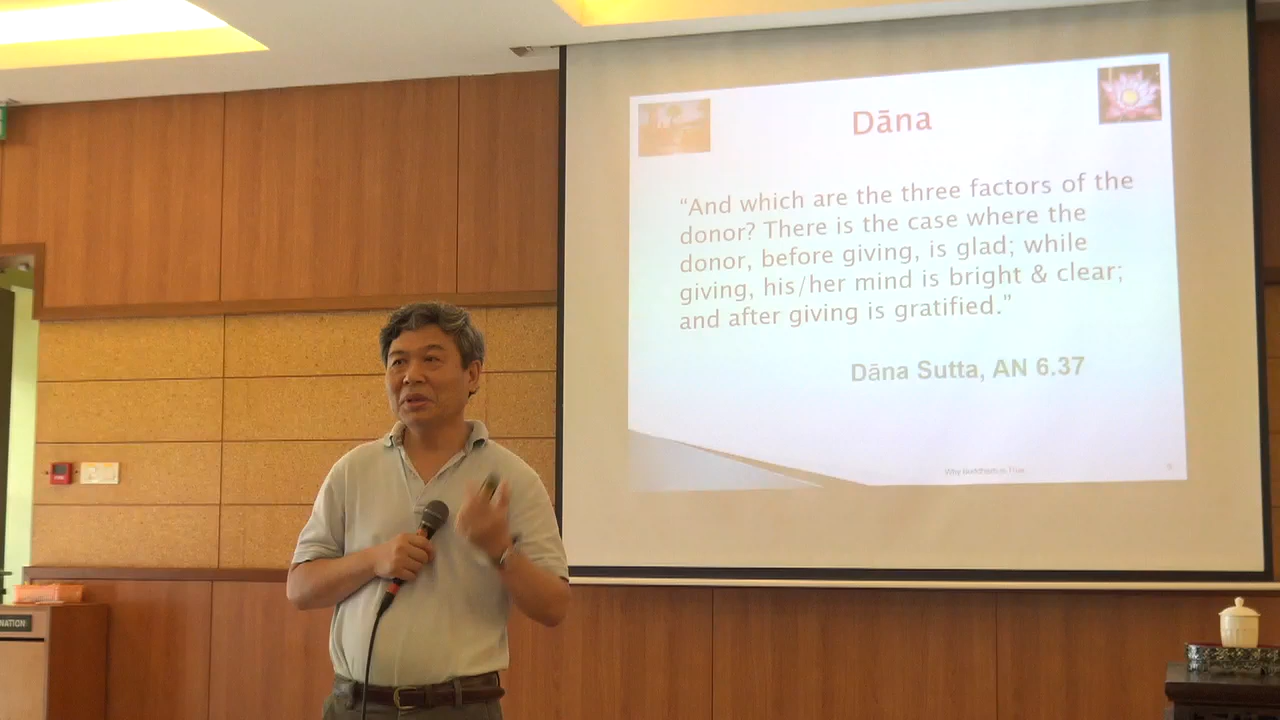 Dāna
“And which are the three factors of the
donor? There is the case where the
donor, before giving, is glad; while
giving, his/her mind is bright & clear;
and after giving is gratified.”
Dāna Sutta, AN 6.37
Why Buddhism is True
9
NATION